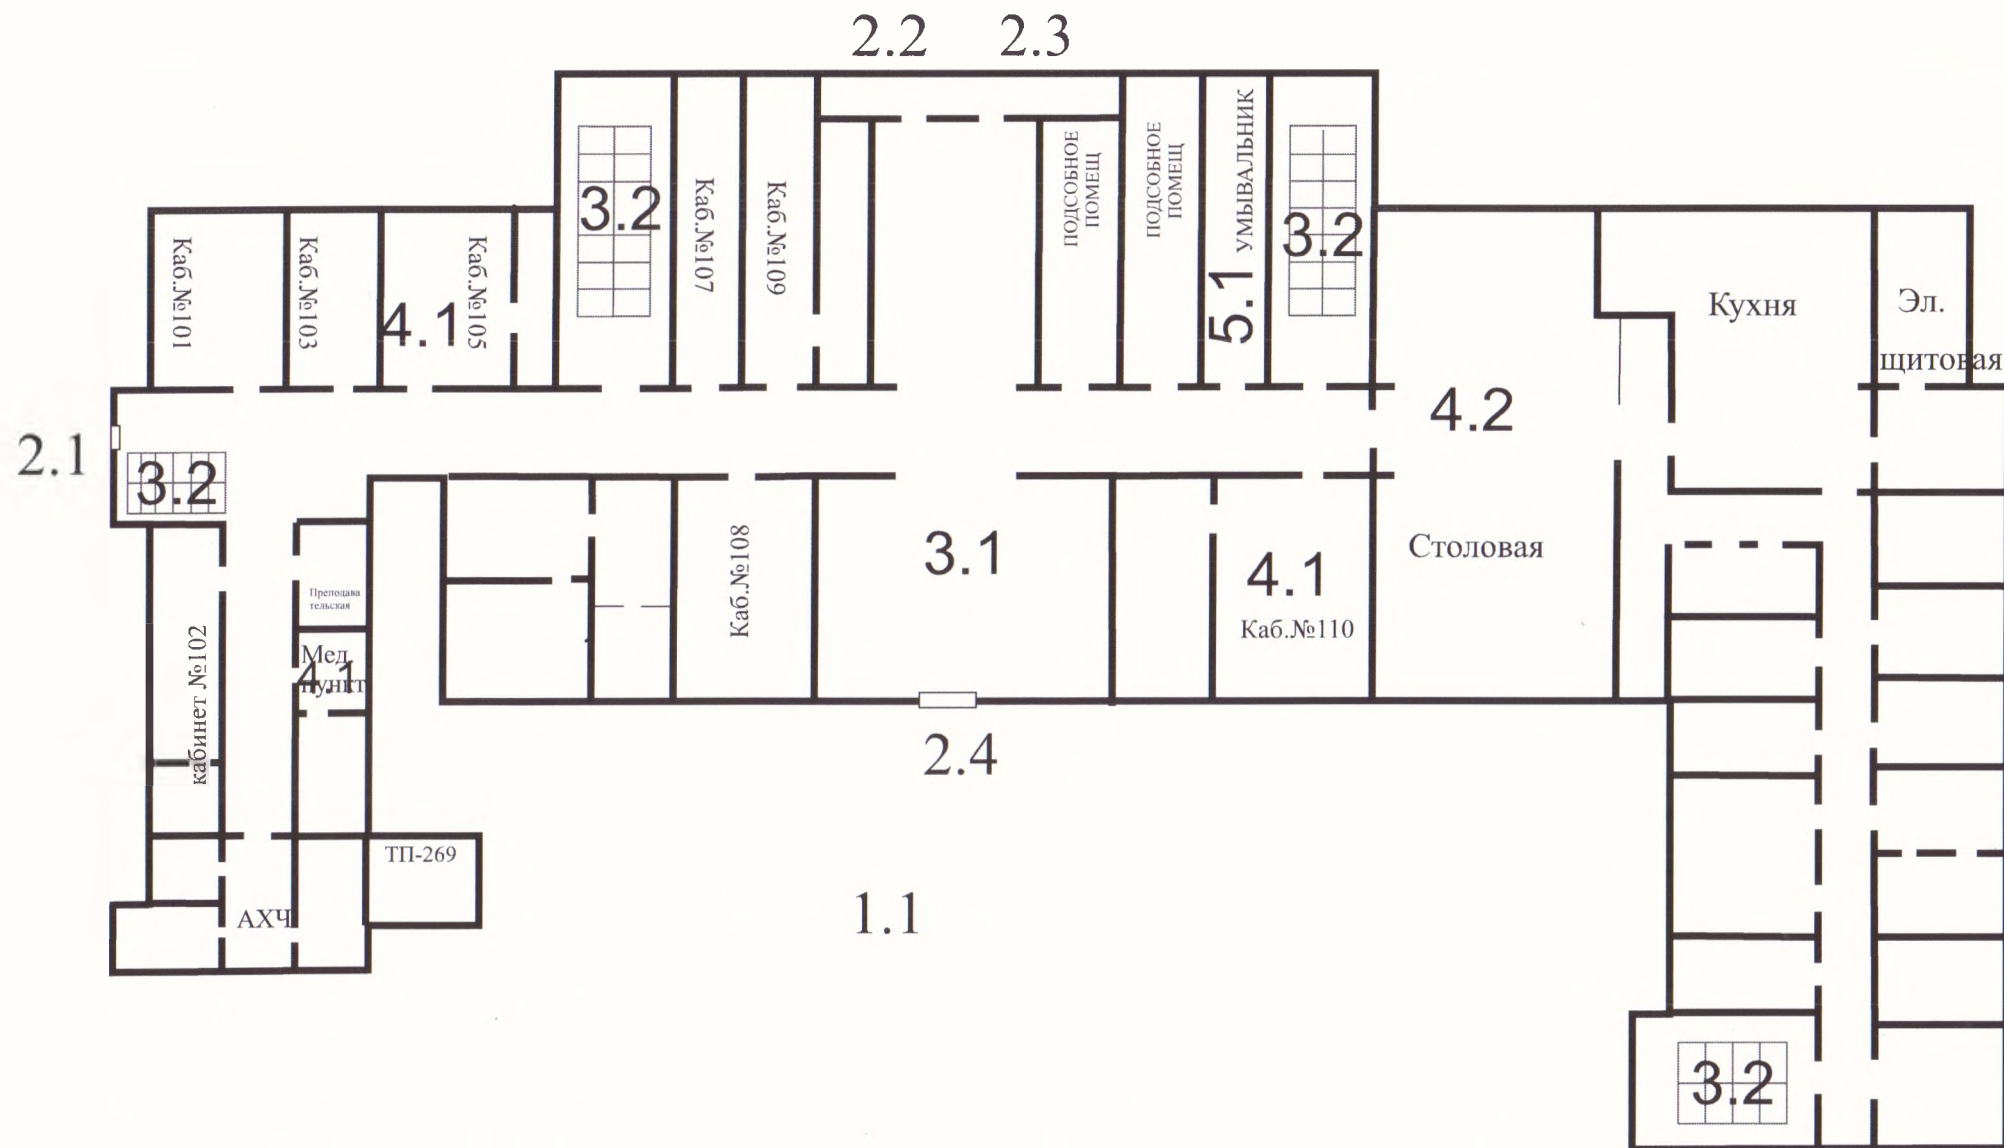 2.2 2.3
Каб.№101
Каб.№103
4.1
Каб.№105
3.2
Каб.№107
Каб.№109
ПОДСОБНОЕ
ПОМЕЩ
ПОДСОБНОЕ
ПОМЕЩ
УМЫВАЛЬНИК
5.1
3.2
Кухня
Эл.
щитовая
4.2
2.1
3.2
Каб.№108
3.1
4.1
Каб.№110
Столовая
Преподава
тельская
кабинет №102
Мед
пункт
4.1
2.4
ТП-269
АХЧ
1.1
3.2